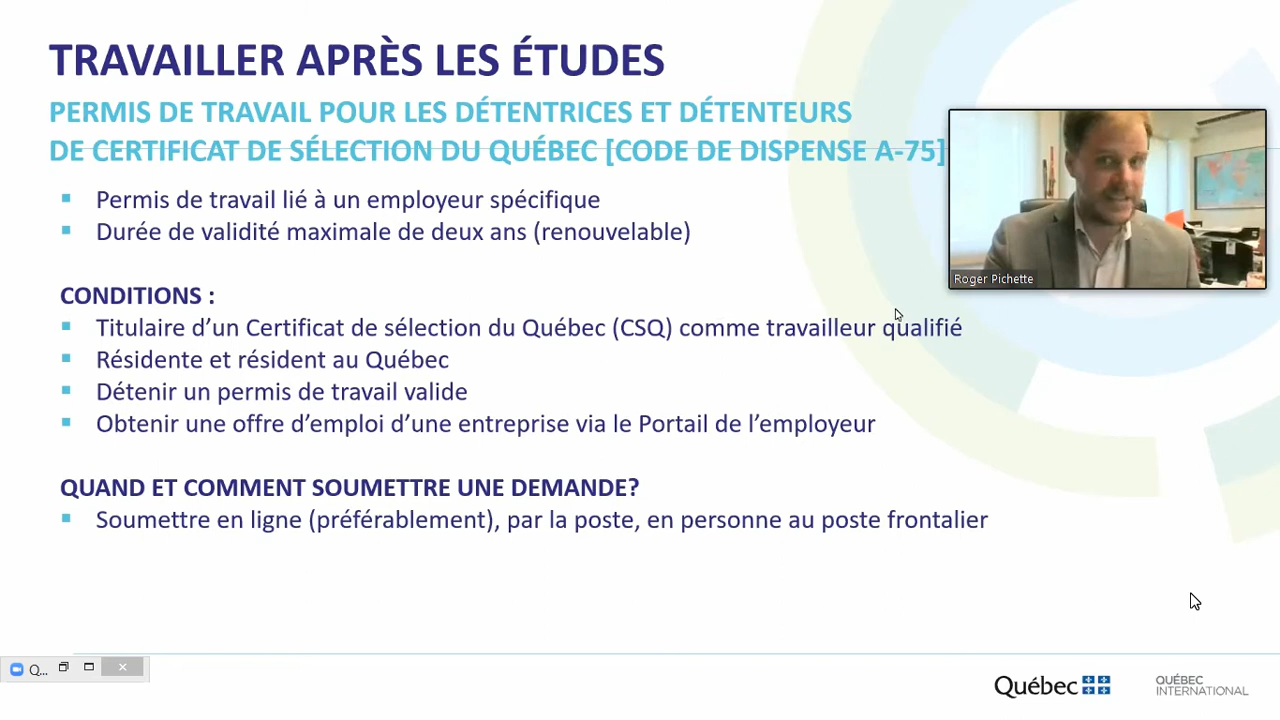 TRAVAILLER APRÈS LES ÉTUDES
PERMIS DE TRAVAIL POUR LES DÉTENTRICES ET DÉTENTEURS
DE CERTIFICAT DE SÉLECTION DU QUÉBEC [CODE DE DISPENSE A-75]
Permis de travail lié à un employeur spécifique
Durée de validité maximale de deux ans (renouvelable)
Roger Pichette
CONDITIONS :
Titulaire d’un Certificat de sélection du Québec (CSQ) comme travailleur qualifié
Résidente et résident au Québec
Détenir un permis de travail valide
Obtenir une offre d’emploi d’une entreprise via le Portail de l’employeur
QUAND ET COMMENT SOUMETTRE UNE DEMANDE?
Soumettre en ligne (préférablement), par la poste, en personne au poste frontalier
Q...
Québec
QUÉBEC
INTERNATIONAL